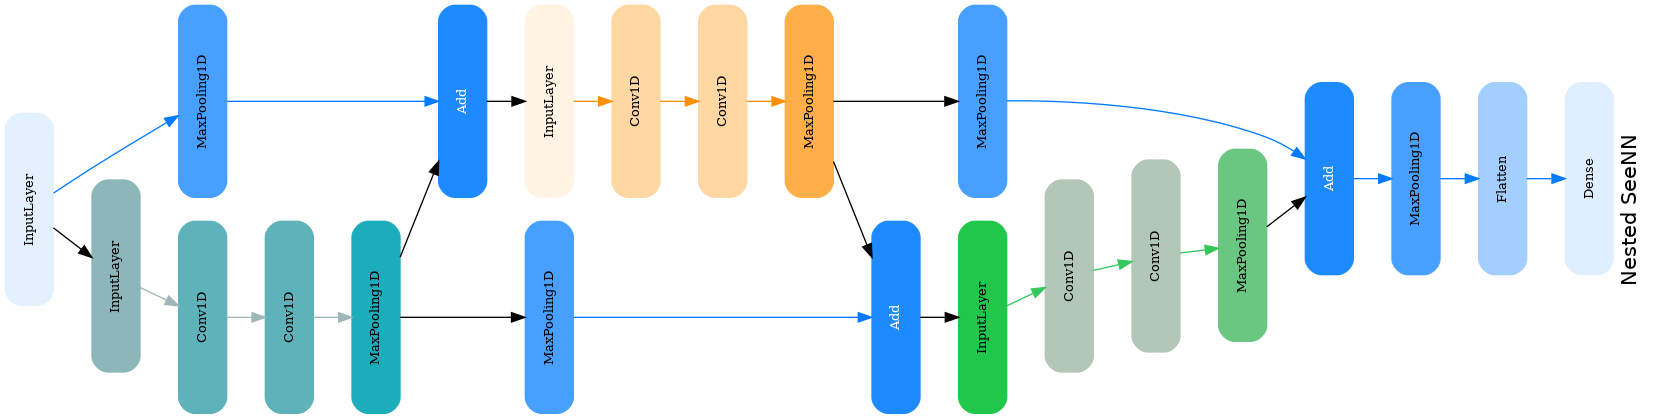 InputLayer
InputLayer
MaxPooling1D
Conv1D
Conv1D
MaxPooling1D
Add
InputLayer
MaxPooling1D
Conv1D
Conv1D
MaxPooling1D
Add
MaxPooling1D
InputLayer
Conv1D
Conv1D
MaxPooling1D
Add
MaxPooling1D
Flatten
Dense
Nested SeeNN